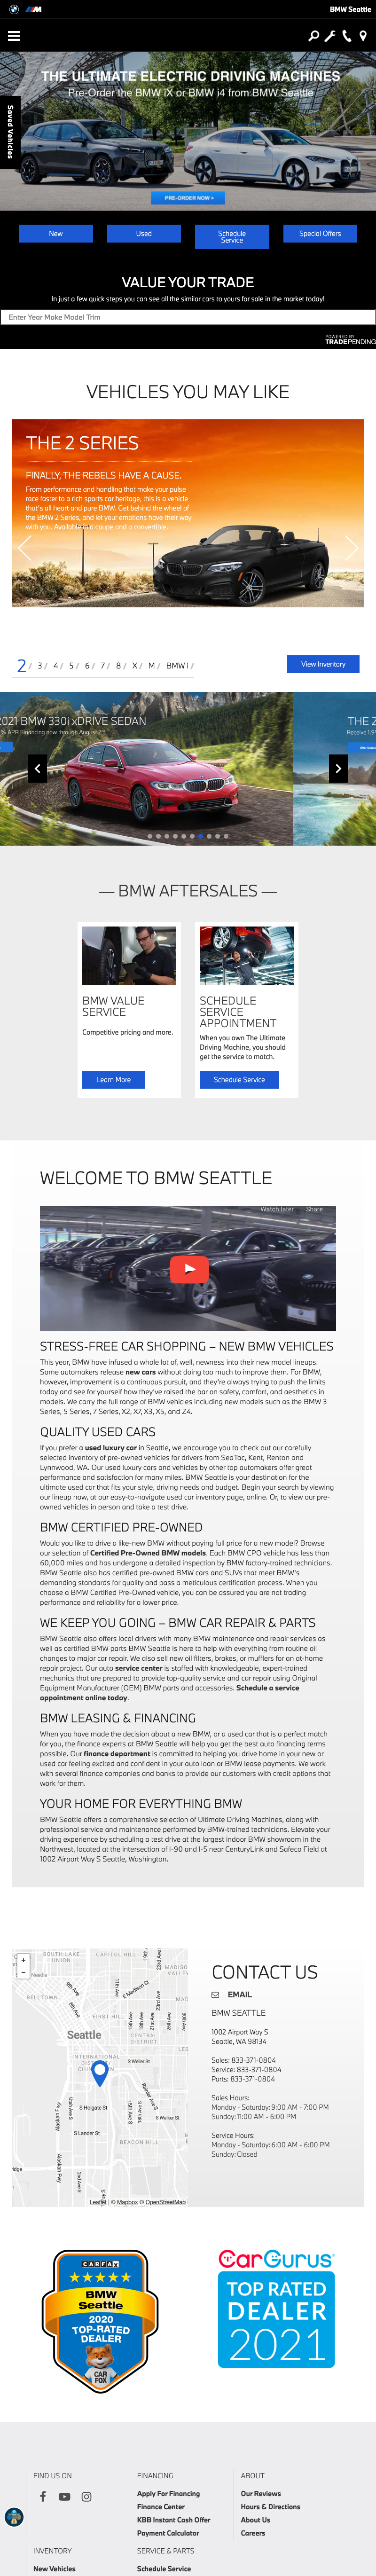 BMW Seattle
Saved Vehicles
THE ULTIMATE ELECTRIC DRIVING MACHINES
Pre-Order the BMW iX or BMW i4 from BMW Seattle
PRE-ORDER NOW >
New
Used
Schedule
Service
Special Offers
VALUE YOUR TRADE
In just a few quick steps you can see all the similar cars to yours for sale in the market today!
Enter Year Make Model Trim
POWERED BY
TRADEPENDING
VEHICLES YOU MAY LIKE
THE 2 SERIES
FINALLY, THE REBELS HAVE A CAUSE.
From performance and handling that make your pulse
race faster to a rich sports car heritage, this is a vehicle
that's all heart and pure BMW. Get behind the wheel of
the BMW 2 Series, and let your emotions have their way
with you. Available in a coupe and a convertible.
2 / 3 / 4 / 5 / 6 / 7 / 8 / X / M / BMW i /
View Inventory
2021 BMW 330i xDRIVE SEDAN
% APR Financing now through August 2
THE 2
Receive 1.9
— BMW AFTERSALES —
BMW VALUE
SERVICE
Competitive pricing and more.
Learn More
SCHEDULE
SERVICE
APPOINTMENT
When you own The Ultimate
Driving Machine, you should
get the service to match.
Schedule Service
WELCOME TO BMW SEATTLE
Watch later
Share
STRESS-FREE CAR SHOPPING – NEW BMW VEHICLES
This year, BMW have infused a whole lot of, well, newness into their new model lineups.
Some automakers release new cars without doing too much to improve them. For BMW,
however, improvement is a continuous pursuit, and they're always trying to push the limits
today and see for yourself how they've raised the bar on safety, comfort, and aesthetics in
models. We carry the full range of BMW vehicles including new models such as the BMW 3
Series, 5 Series, 7 Series, X2, X7, X3, X5, and Z4.
QUALITY USED CARS
If you prefer a used luxury car in Seattle, we encourage you to check out our carefully
selected inventory of pre-owned vehicles for drivers from SeaTac, Kent, Renton and
Lynnwood, WA. Our used luxury cars and vehicles by other top automakers offer great
performance and satisfaction for many miles. BMW Seattle is your destination for the
ultimate used car that fits your style, driving needs and budget. Begin your search by viewing
our lineup now, at our easy-to-navigate used car inventory page, online. Or, to view our pre-
owned vehicles in person and take a test drive.
BMW CERTIFIED PRE-OWNED
Would you like to drive a like-new BMW without paying full price for a new model? Browse
our selection of Certified Pre-Owned BMW models. Each BMW CPO vehicle has less than
60,000 miles and has undergone a detailed inspection by BMW factory-trained technicians.
BMW Seattle also has certified pre-owned BMW cars and SUVs that meet BMW's
demanding standards for quality and pass a meticulous certification process. When you
choose a BMW Certified Pre-Owned vehicle, you can be assured you are not trading
performance and reliability for a lower price.
WE KEEP YOU GOING – BMW CAR REPAIR & PARTS
BMW Seattle also offers local drivers with many BMW maintenance and repair services as
well as certified BMW parts BMW Seattle is here to help with everything from routine oil
changes to major car repair. We also sell new oil filters, brakes, or mufflers for an at-home
repair project. Our auto service center is staffed with knowledgeable, expert-trained
mechanics that are prepared to provide top-quality service and car repair using Original
Equipment Manufacturer (OEM) BMW parts and accessories. Schedule a service
appointment online today.
BMW LEASING & FINANCING
When you have made the decision about a new BMW, or a used car that is a perfect match
for you, the finance experts at BMW Seattle will help you get the best auto financing terms
possible. Our finance department is committed to helping you drive home in your new or
used car feeling excited and confident in your auto loan or BMW lease payments. We work
with several finance companies and banks to provide our customers with credit options that
work for them.
YOUR HOME FOR EVERYTHING BMW
BMW Seattle offers a comprehensive selection of Ultimate Driving Machines, along with
professional service and maintenance performed by BMW-trained technicians. Elevate your
driving experience by scheduling a test drive at the largest indoor BMW showroom in the
Northwest, located at the intersection of I-90 and I-5 near CenturyLink and Safeco Field at
1002 Airport Way S Seattle, Washington.
SOUTH LAKE
UNION
CAPITOL HILL
MADISON
VALLEY
Needle
BELLTOWN
E Madison St
FIRST HILL
CENTRAL
DISTRICT
Seattle
INTERNATIONAL
S Weller St
S Holgate St
Rainier Ave S
S Walker St
S Lander St
BEACON HILL
Alaskan Fwy
Leaflet | © Mapbox © OpenStreetMap
CONTACT US
EMAIL
BMW SEATTLE
1002 Airport Way S
Seattle, WA 98134
Sales: 833-371-0804
Service: 833-371-0804
Parts: 833-371-0804
Sales Hours:
Monday - Saturday: 9:00 AM - 7:00 PM
Sunday: 11:00 AM - 6:00 PM
Service Hours:
Monday - Saturday: 6:00 AM - 6:00 PM
Sunday: Closed
CARFAX
BMW
Seattle
2020
TOP-RATED
DEALER
CAR
FOX
CarGurus
TOP RATED
DEALER
2021
FIND US ON
FINANCING
Apply For Financing
Finance Center
KBB Instant Cash Offer
Payment Calculator
ABOUT
Our Reviews
Hours & Directions
About Us
Careers
INVENTORY
New Vehicles
SERVICE & PARTS
Schedule Service